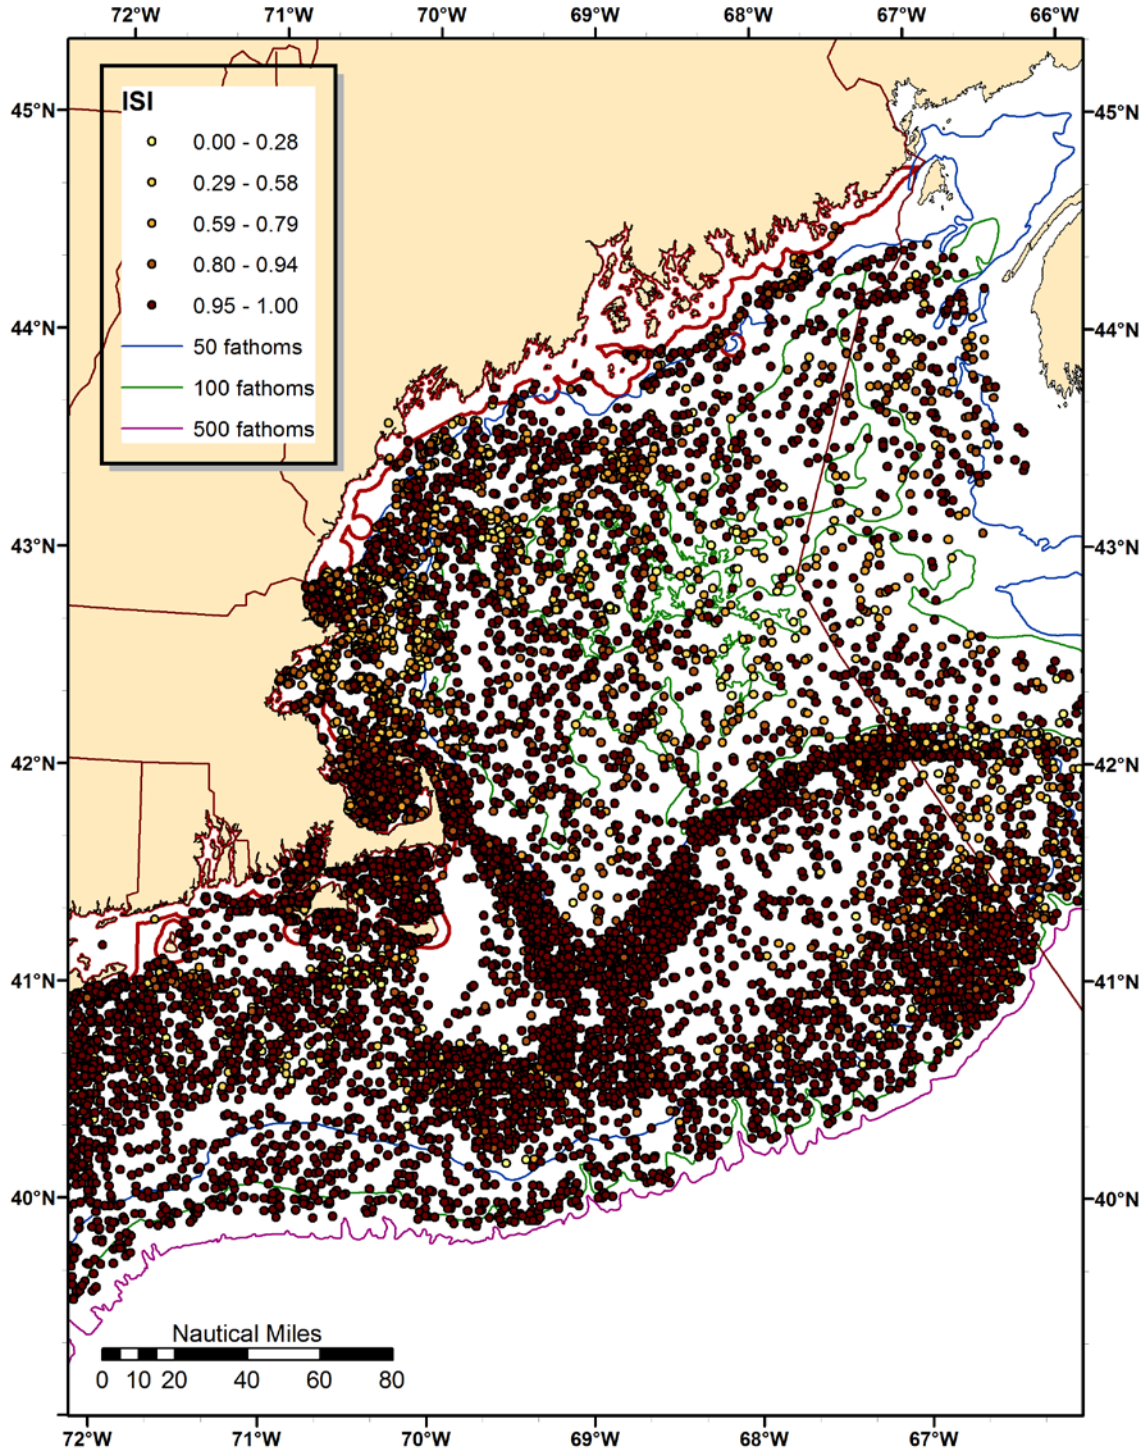 72°W 71°W 70°W 69°W 68°W 67°W 66°W
ISI
0.00 - 0.28
0.29 - 0.58
0.59 - 0.79
0.80 - 0.94
0.95 - 1.00
50 fathoms
100 fathoms
500 fathoms
45°N 45°N
44°N 44°N
43°N 43°N
42°N 42°N
41°N 41°N
40°N 40°N
Nautical Miles
0 10 20 40 60 80
72°W 71°W 70°W 69°W 68°W 67°W